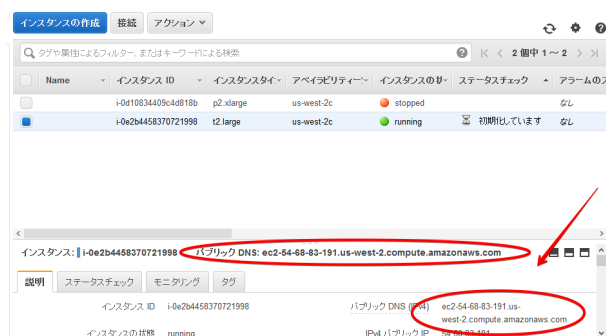 インスタンスの作成 接続 アクション
タグや属性によるフィルター、またはキーワードによる検索 2 個中 1 ~ 2
Name インスタンス ID インスタンスタイ アベイラビリティー インスタンスの ステータスチェック アラームのス
i-0d10834409c4d818b p2.xlarge us-west-2c stopped なし
i-0e2b4458370721998 t2.large us-west-2c running 初期化しています なし
インスタンス: i-0e2b4458370721998 パブリック DNS: ec2-54-68-83-191.us-west-2.compute.amazonaws.com
説明 ステータスチェック モニタリング タグ
インスタンス ID i-0e2b4458370721998 パブリック DNS (IPv4) ec2-54-68-83-191.us-
west-2.compute.amazonaws.com
インスタンスの状態 running IPv4 パブリック IP 54.68.83.191